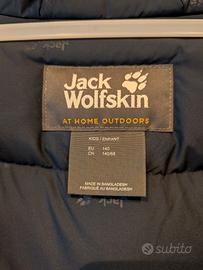 Jack
Wolfskin
AT HOME OUTDOORS
KIDS / ENFANT
EU 140
CN 140/68
MADE IN BANGLADESH
FABRIQUÉ AU BANGLADESH
subito